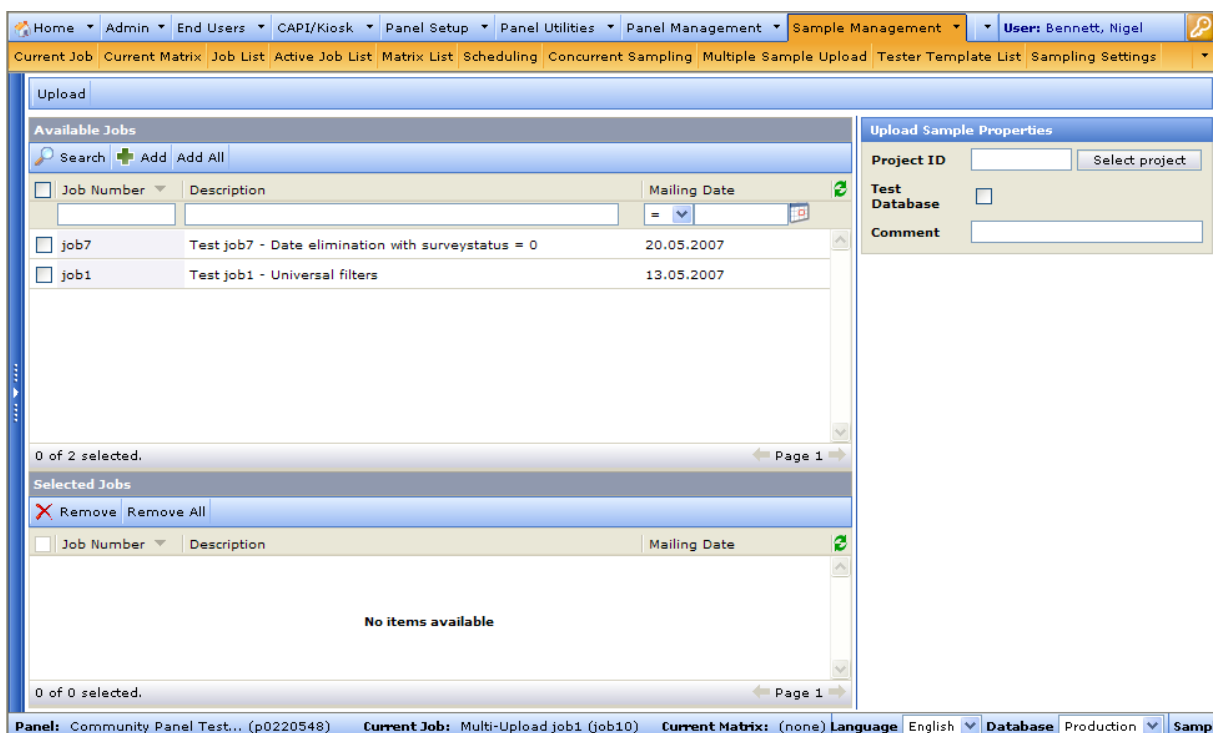 Home Admin End Users CAPI/Kiosk Panel Setup Panel Utilities Panel Management Sample Management User: Bennett, Nigel
Current Job Current Matrix Job List Active Job List Matrix List Scheduling Concurrent Sampling Multiple Sample Upload Tester Template List Sampling Settings
Upload
Available Jobs
Search Add Add All
Job Number Description Mailing Date
=
job7 Test job7 - Date elimination with surveystatus = 0 20.05.2007
job1 Test job1 - Universal filters 13.05.2007
0 of 2 selected. Page 1
Selected Jobs
Remove Remove All
Job Number Description Mailing Date
No items available
0 of 0 selected. Page 1
Upload Sample Properties
Project ID Select project
Test
Database
Comment
Panel: Community Panel Test... (p0220548) Current Job: Multi-Upload job1 (job10) Current Matrix: (none) Language English Database Production Samp